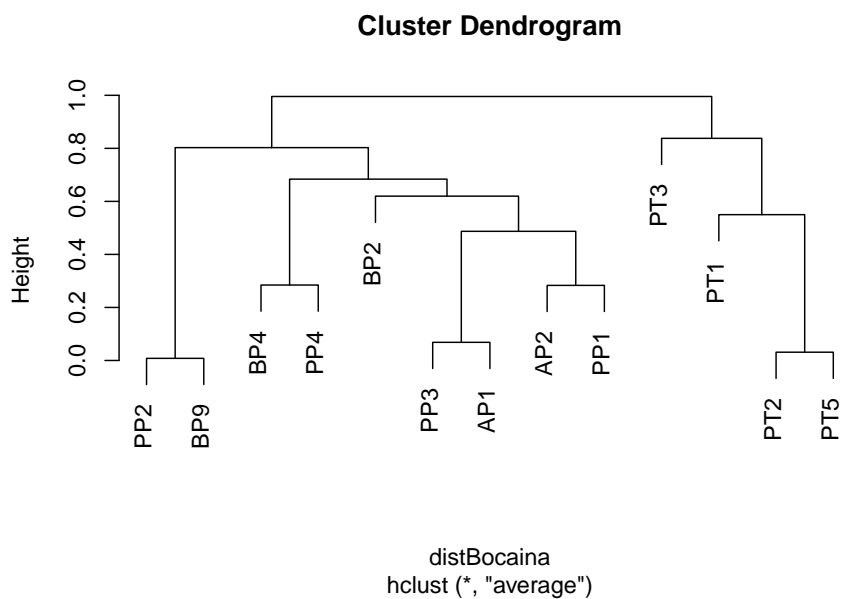 Cluster Dendrogram
Height
0.0 0.2 0.4 0.6 0.8 1.0
PP2
BP9
BP4
PP4
BP2
PP3
AP1
AP2
PP1
PT3
PT1
PT2
PT5
distBocaina
hclust (*, "average")